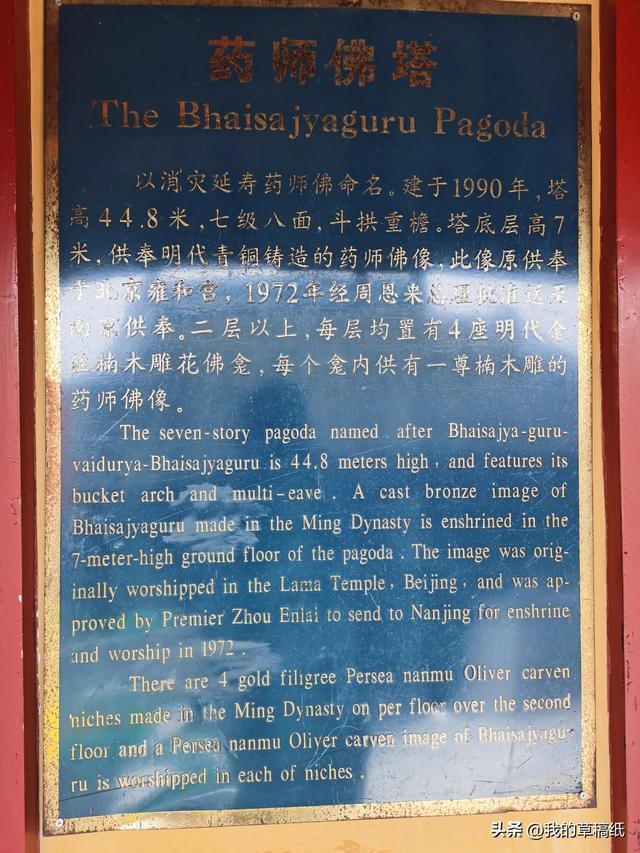 药师佛塔
The Bhaisajyaguru Pagoda
以消灾延寿药师佛命名。建于1990年,塔
高44.8米,七级八面,斗拱重檐。塔底层高7
米,供奉明代青铜铸造的药师佛像,此像原供奉
于北京雍和宫,1972年经周恩来总理批准运至
南京供奉。二层以上,每层均置有4座明代金
丝楠木雕花佛龛,每个龛内供有一尊楠木雕的
药师佛像。
The seven-story pagoda named after Bhaisajya-guru-
vaidurya-Bhaisajyaguru is 44.8 meters high, and features its
bucket arch and multi-eave. A cast bronze image of
Bhaisajyaguru made in the Ming Dynasty is enshrined in the
7-meter-high ground floor of the pagoda. The image was orig-
inally worshipped in the Lama Temple, Beijing, and was ap-
proved by Premier Zhou Enlai to send to Nanjing for enshrine
and worship in 1972.
There are 4 gold filigree Persea nanmu Oliver carven
niches made in the Ming Dynasty on per floor over the second
floor and a Persea nanmu Oliver carven image of Bhaisajyagu-
ru is worshipped in each of niches.
头条 @我的草稿纸